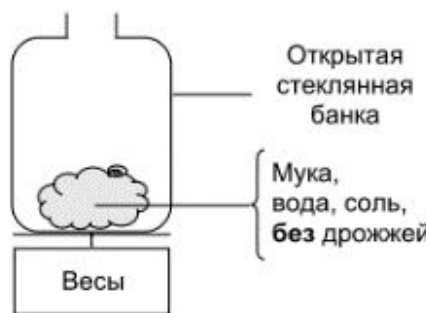 Открытая
стеклянная
банка
Мука,
вода, соль,
без дрожжей
Весы